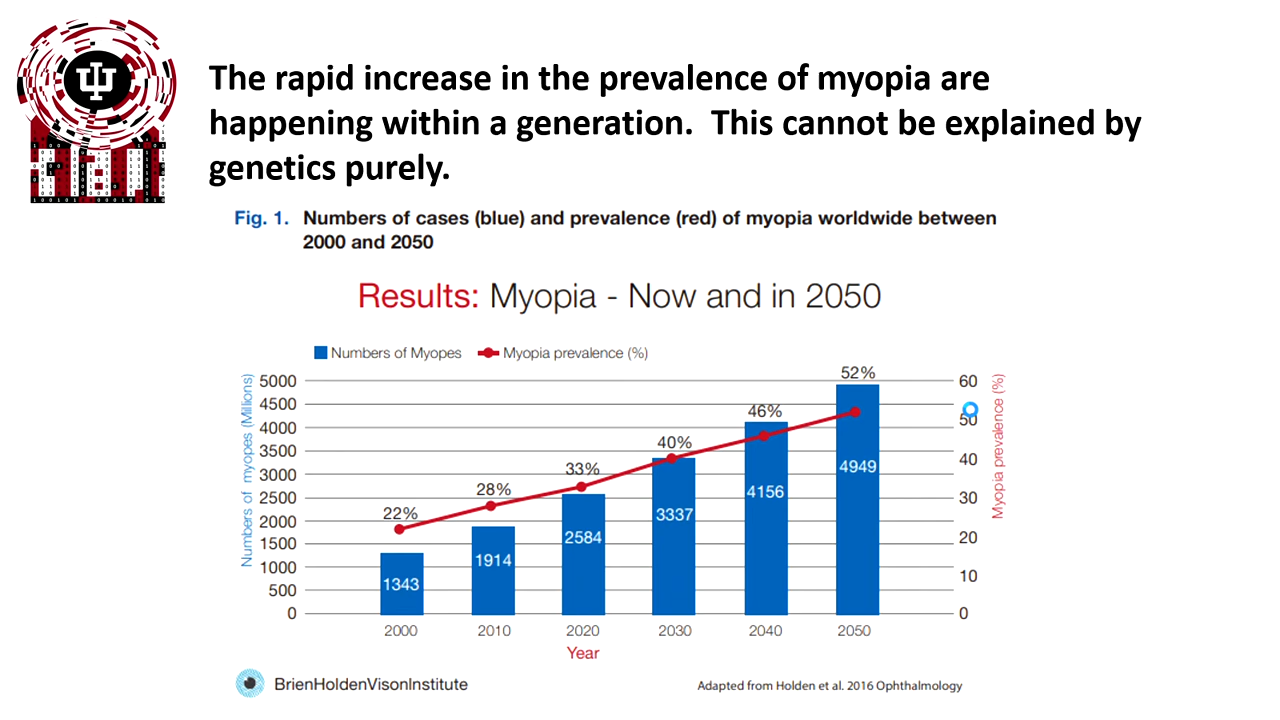 The rapid increase in the prevalence of myopia are
happening within a generation.  This cannot be explained by
genetics purely.
Fig. 1. Numbers of cases (blue) and prevalence (red) of myopia worldwide between
2000 and 2050
Results: Myopia - Now and in 2050
Numbers of Myopes
Myopia prevalence (%)
Numbers of myopes (Millions)
5000
4500
4000
3500
3000
2500
2000
1500
1000
500
0
22%
28%
33%
40%
46%
52%
1343
1914
2584
3337
4156
4949
60
50
40
30
20
10
0
Myopia prevalence (%)
2000
2010
2020
2030
2040
2050
Year
BrienHoldenVisonInstitute
Adapted from Holden et al. 2016 Ophthalmology